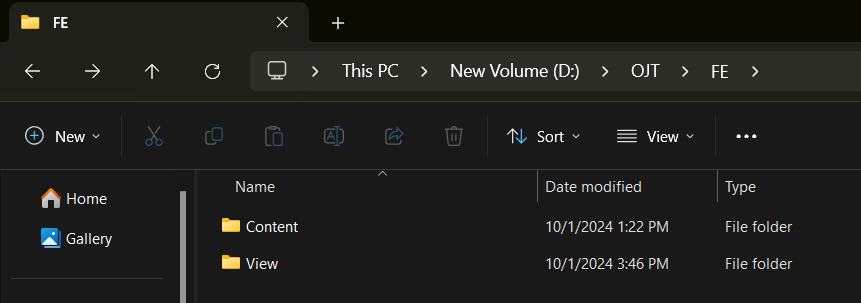 FE
This PC > New Volume (D:) > OJT > FE >
New Sort View
Name Date modified Type
Home
Content 10/1/2024 1:22 PM File folder
Gallery
View 10/1/2024 3:46 PM File folder